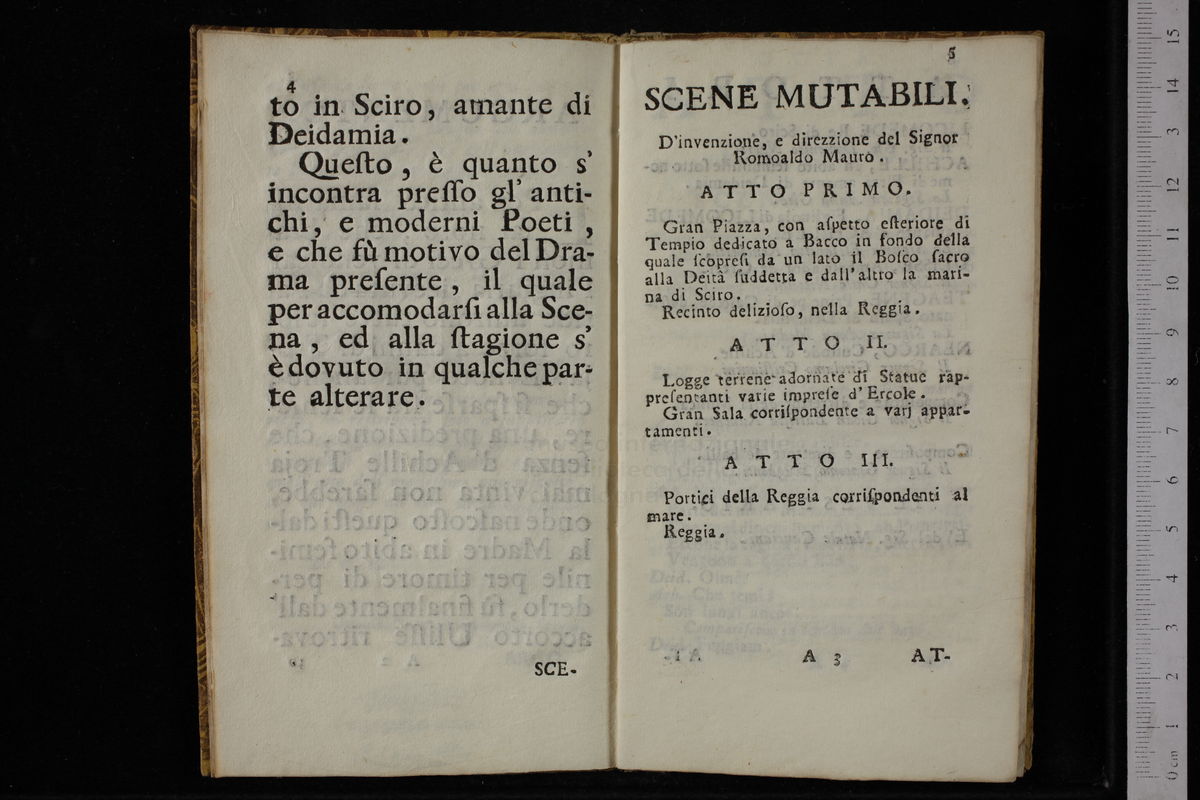 4
to in Sciro, amante di
Deidamia.
Queſto, è quanto s'
incontra preſſo gl' anti-
chi, e moderni Poeti,
e che fù motivo del Dra-
ma preſente, il quale
per accomodarſi alla Sce-
na, ed alla ſtagione s'
è dovuto in qualche par-
te alterare.
SCE-
5
SCENE MUTABILI.
D'invenzione, e direzzione del Signor
Romoaldo Mauro.
ATTO PRIMO.
Gran Piazza, con aſpetto eſteriore di
Tempio dedicato a Bacco in fondo della
quale ſcopreſi da un lato il Boſco ſacro
alla Deità ſuddetta e dall'altro la mari-
na di Sciro.
Recinto delizioſo, nella Reggia.
ATTO II.
Logge terrene adornate di Statue rap-
preſentanti varie impreſe d'Ercole.
Gran Sala corriſpondente a varj appar-
tamenti.
ATTO III.
Portici della Reggia corriſpondenti al
mare.
Reggia.
A 3 AT-